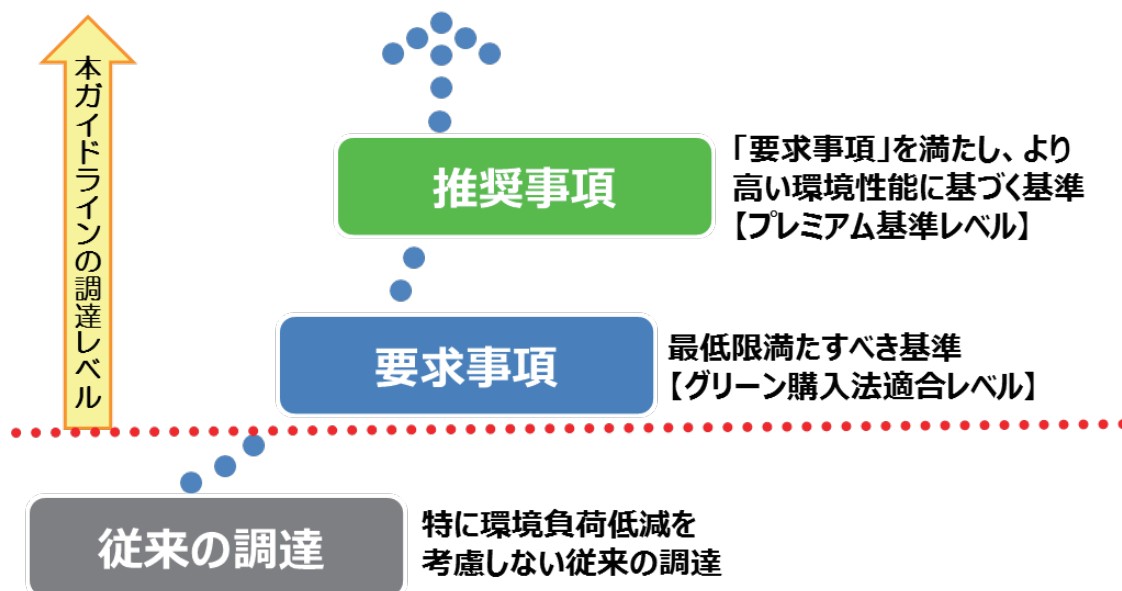 本ガイドラインの調達レベル
推奨事項
「要求事項」を満たし、より
高い環境性能に基づく基準
【プレミアム基準レベル】
要求事項
最低限満たすべき基準
【グリーン購入法適合レベル】
従来の調達
特に環境負荷低減を
考慮しない従来の調達